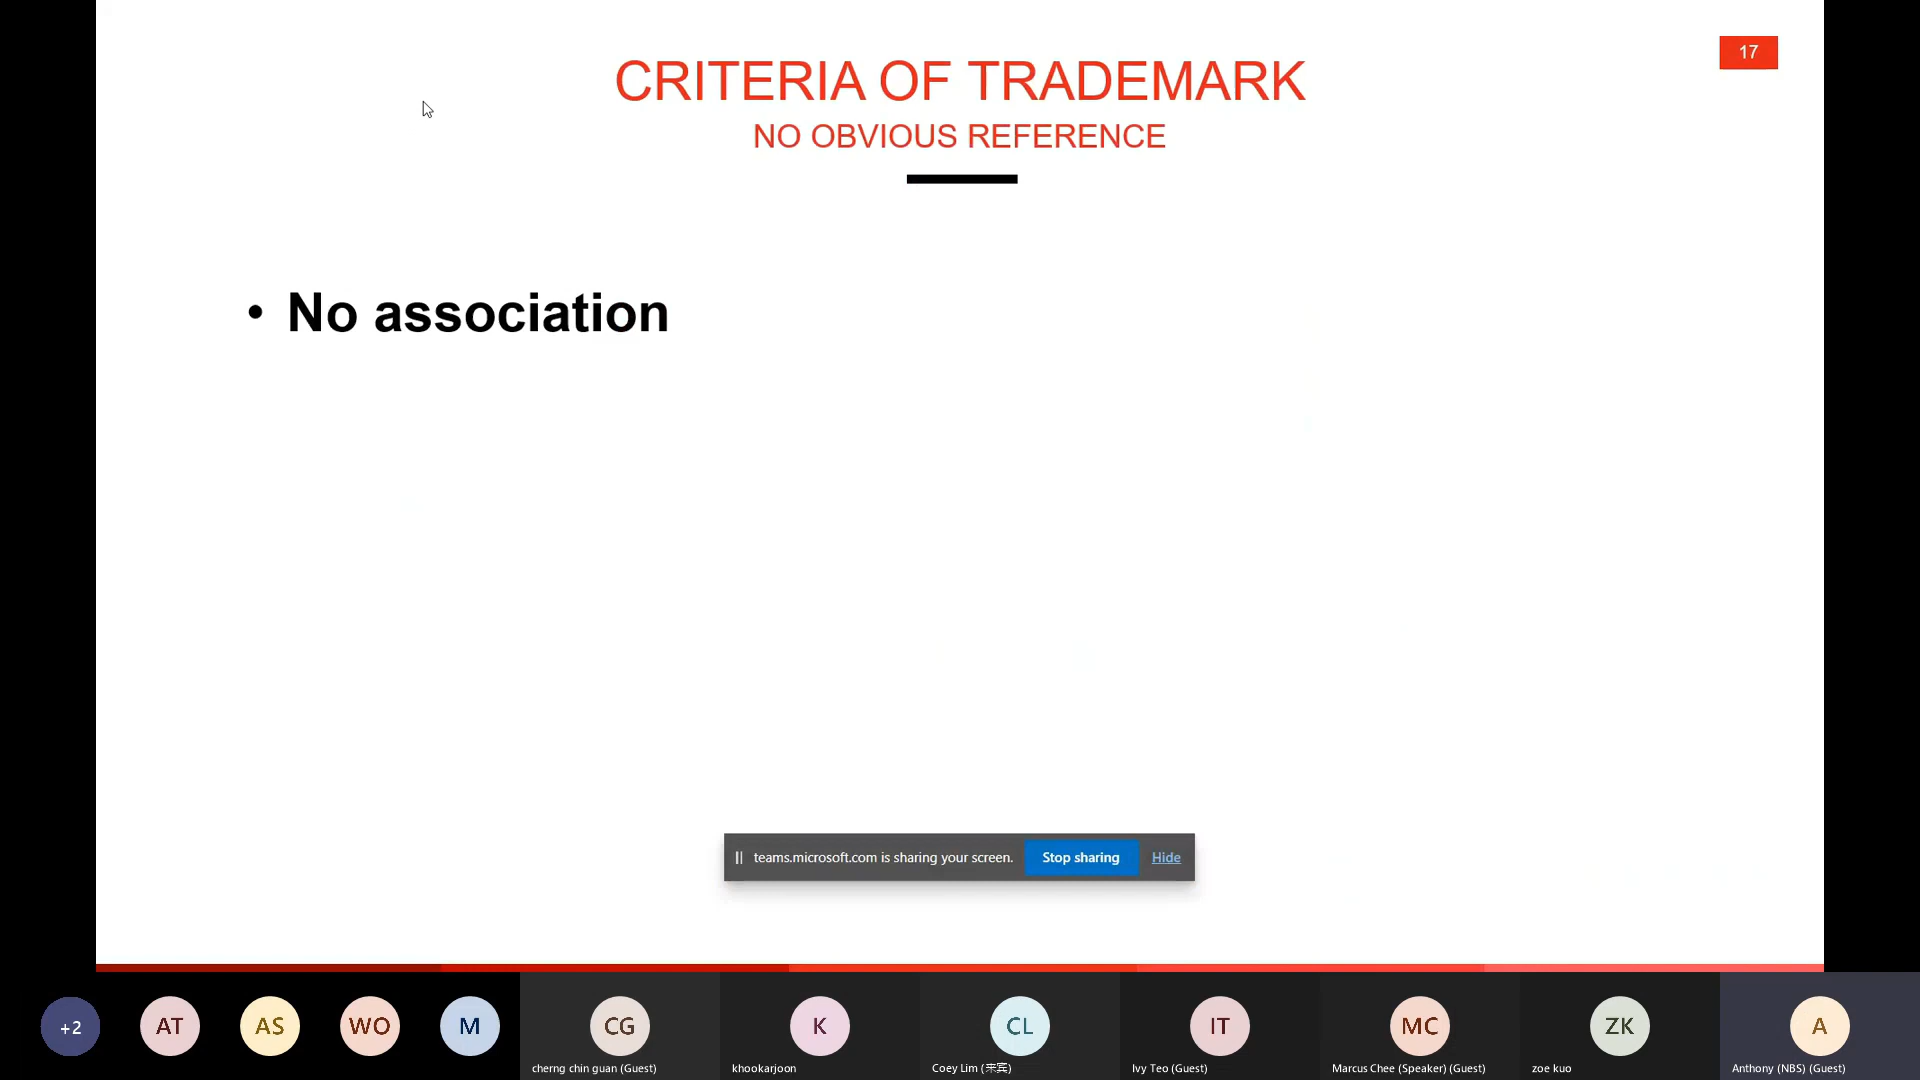 17
CRITERIA OF TRADEMARK
NO OBVIOUS REFERENCE
• No association
teams.microsoft.com is sharing your screen. Stop sharing Hide
+2 AT AS WO M CG K CL IT MC ZK A
cherng chin guan (Guest) khookarjoon Coey Lim (来宾) Ivy Teo (Guest) Marcus Chee (Speaker) (Guest) zoe kuo Anthony (NBS) (Guest)